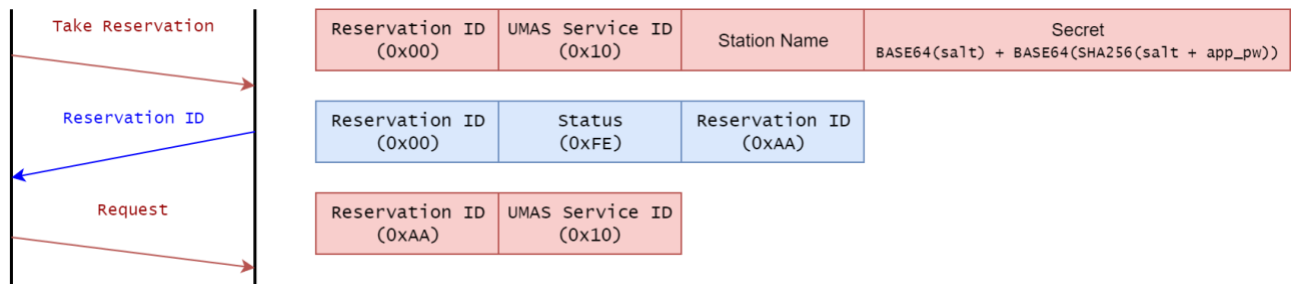 Take Reservation
Reservation ID
(0x00)
UMAS Service ID
(0x10)
Station Name
Secret
BASE64(salt) + BASE64(SHA256(salt + app_pw))
Reservation ID
Reservation ID
(0x00)
Status
(0xFE)
Reservation ID
(0xAA)
Request
Reservation ID
(0xAA)
UMAS Service ID
(0x10)